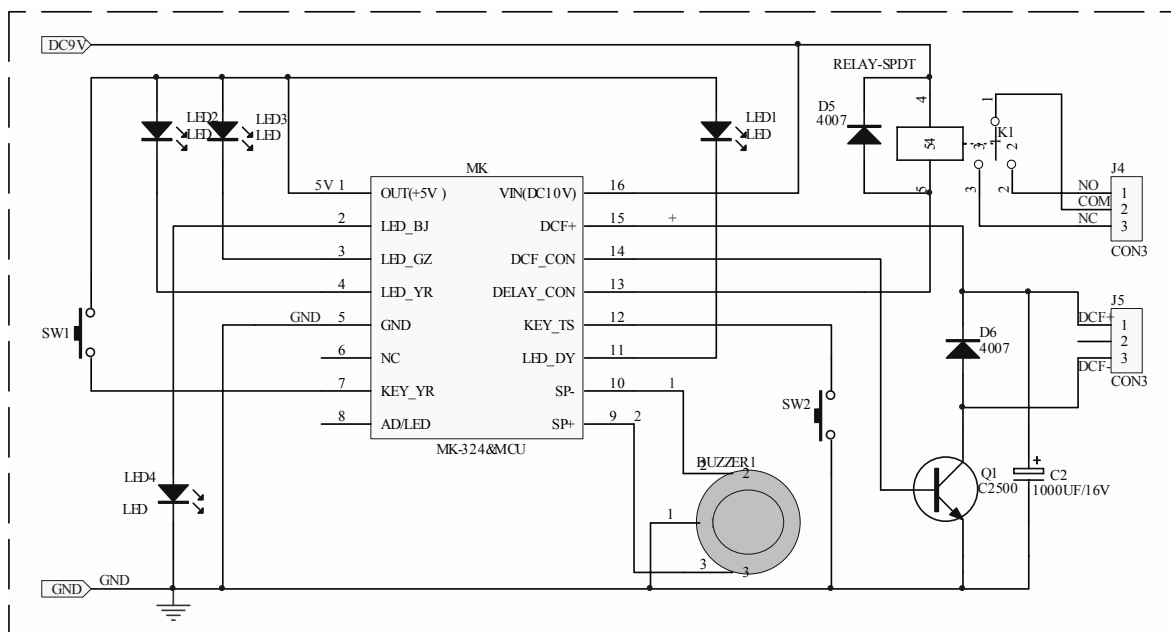 DC9V
RELAY-SPDT
LED2
LED
LED3
LED
LED1
LED
D5
4007
4
54
5
K1
1
3
2
3
2
J4
NO 1
COM 2
NC 3
CON3
MK
5V 1 OUT(+5V ) VIN(DC10V) 16
2 LED_BJ DCF+ 15 +
3 LED_GZ DCF_CON 14
4 LED_YR DELAY_CON 13
GND 5 GND KEY_TS 12
6 NC LED_DY 11
7 KEY_YR SP- 10 1
8 AD/LED SP+ 9 2
MK-324&MCU
SW1
SW2
D6
4007
J5
DCF+ 1
2
DCF- 3
CON3
BUZZER1
2
2
1
3
3
LED4
LED
Q1
C2500
+
C2
1000UF/16V
GND GND